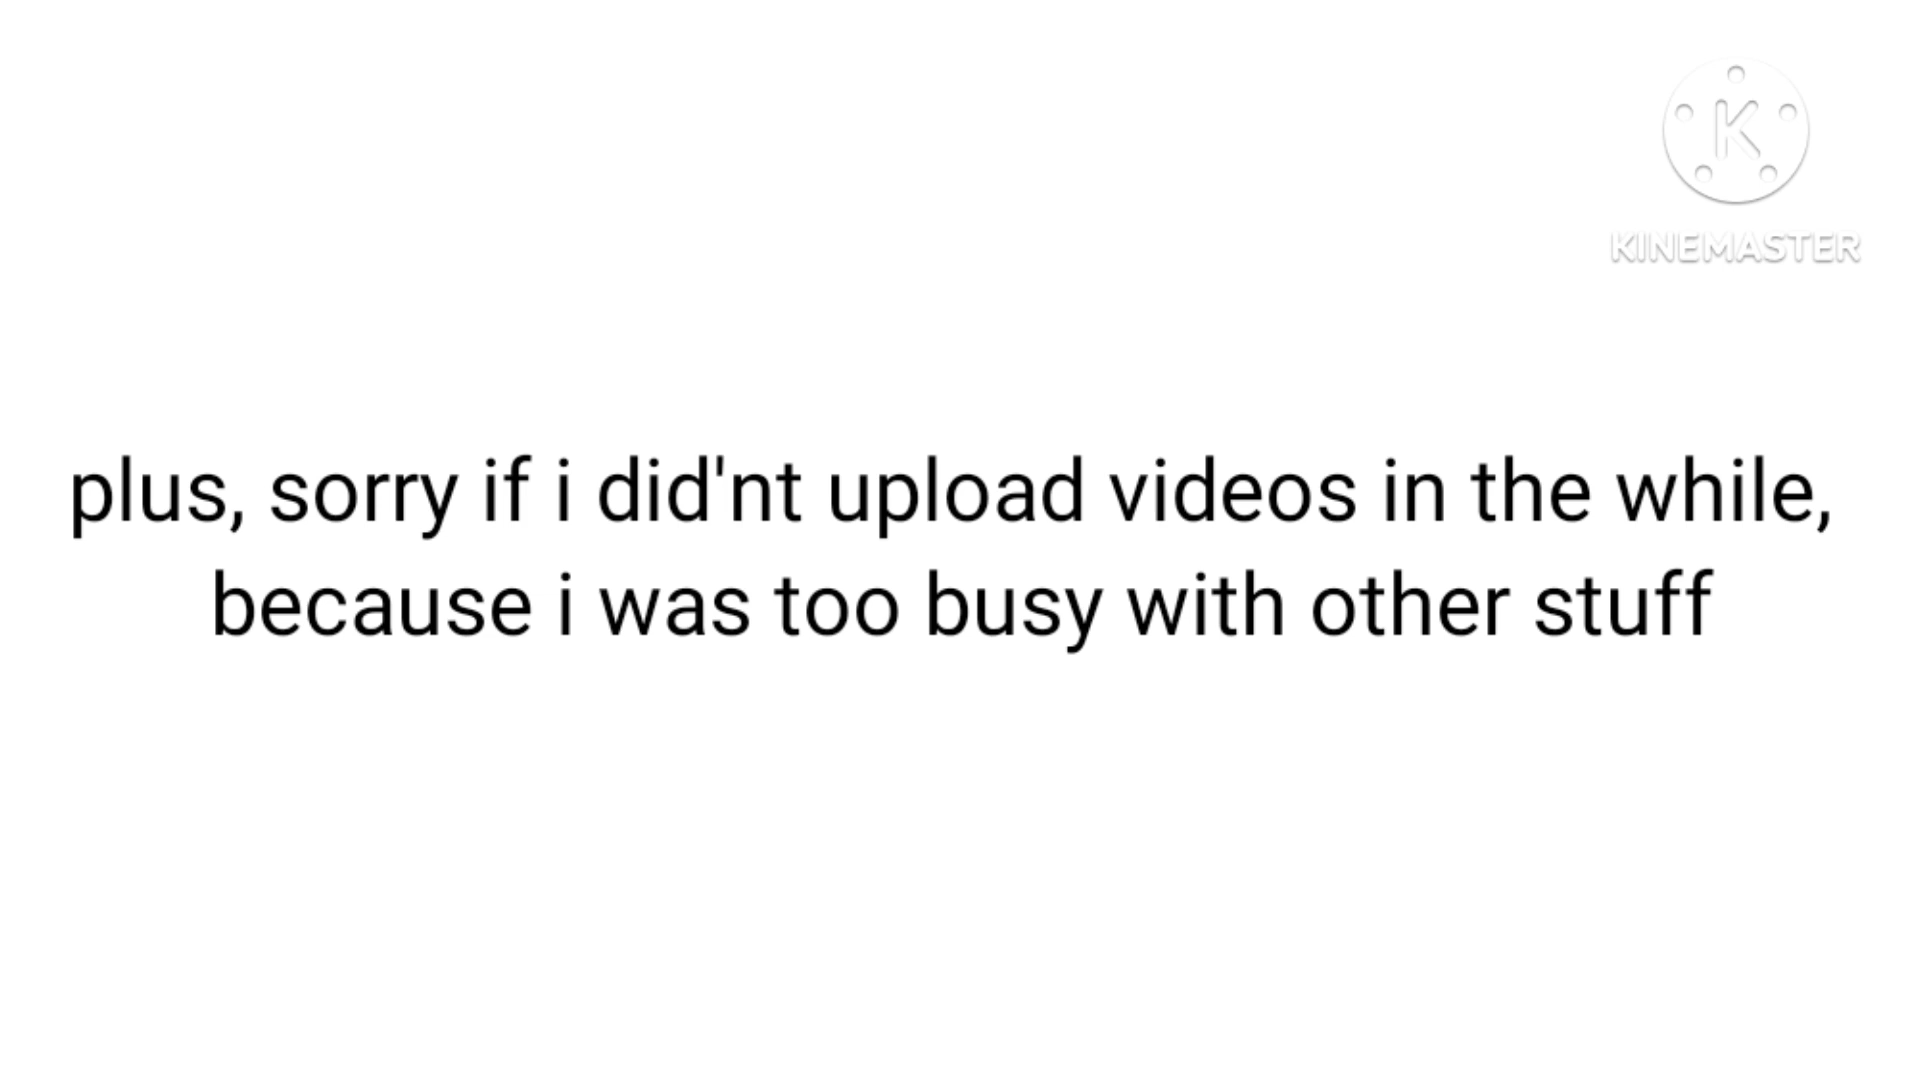 K
KINEMASTER
plus, sorry if i did'nt upload videos in the while,
because i was too busy with other stuff